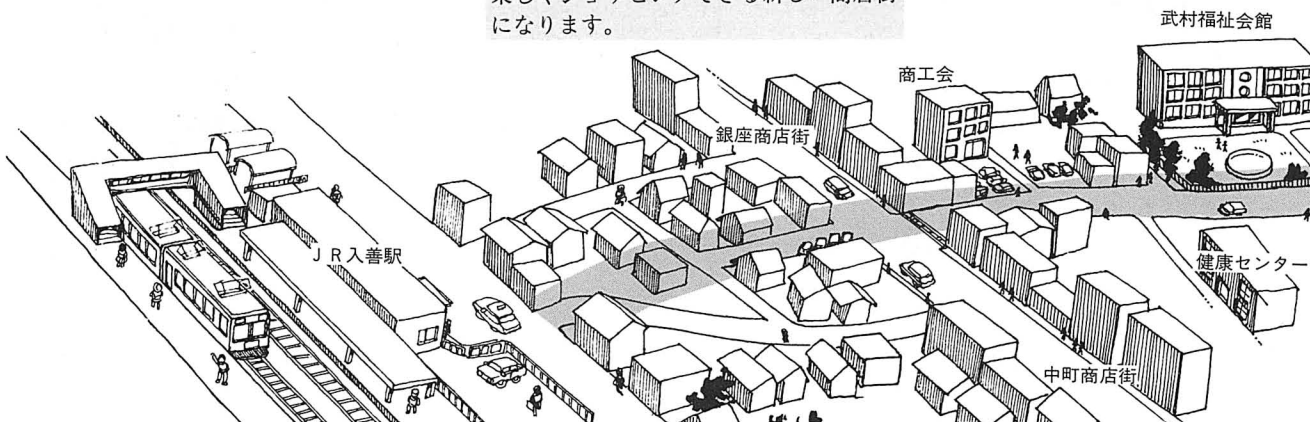 になります。
武村福祉会館
商工会
銀座商店街
JR入善駅
健康センター
中町商店街